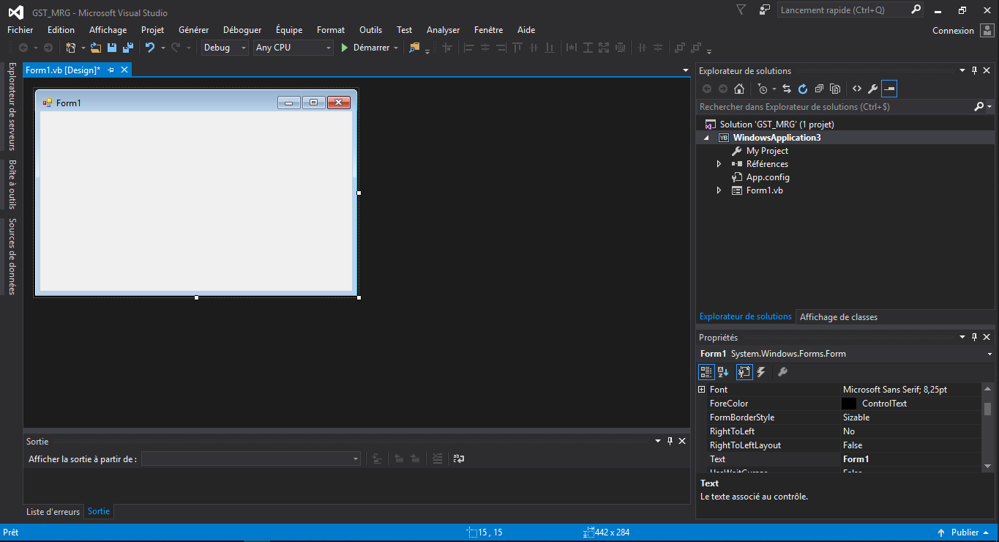 GST_MRG - Microsoft Visual Studio
Lancement rapide (Ctrl+Q)
Fichier Edition Affichage Projet Générer Déboguer Équipe Format Outils Test Analyser Fenêtre Aide
Connexion
Debug Any CPU Démarrer
Explorateur de serveurs
Boîte à outils
Sources de données
Form1.vb [Design]*
Form1
Explorateur de solutions
Rechercher dans Explorateur de solutions (Ctrl+$)
Solution 'GST_MRG' (1 projet)
VB WindowsApplication3
My Project
Références
App.config
Form1.vb
Explorateur de solutions Affichage de classes
Propriétés
Form1 System.Windows.Forms.Form
Font Microsoft Sans Serif; 8,25pt
ForeColor ControlText
FormBorderStyle Sizable
RightToLeft No
RightToLeftLayout False
Text Form1
UseWaitCursor False
Text
Le texte associé au contrôle.
Sortie
Afficher la sortie à partir de :
Liste d'erreurs Sortie
Prêt 15 , 15 442 x 284 Publier